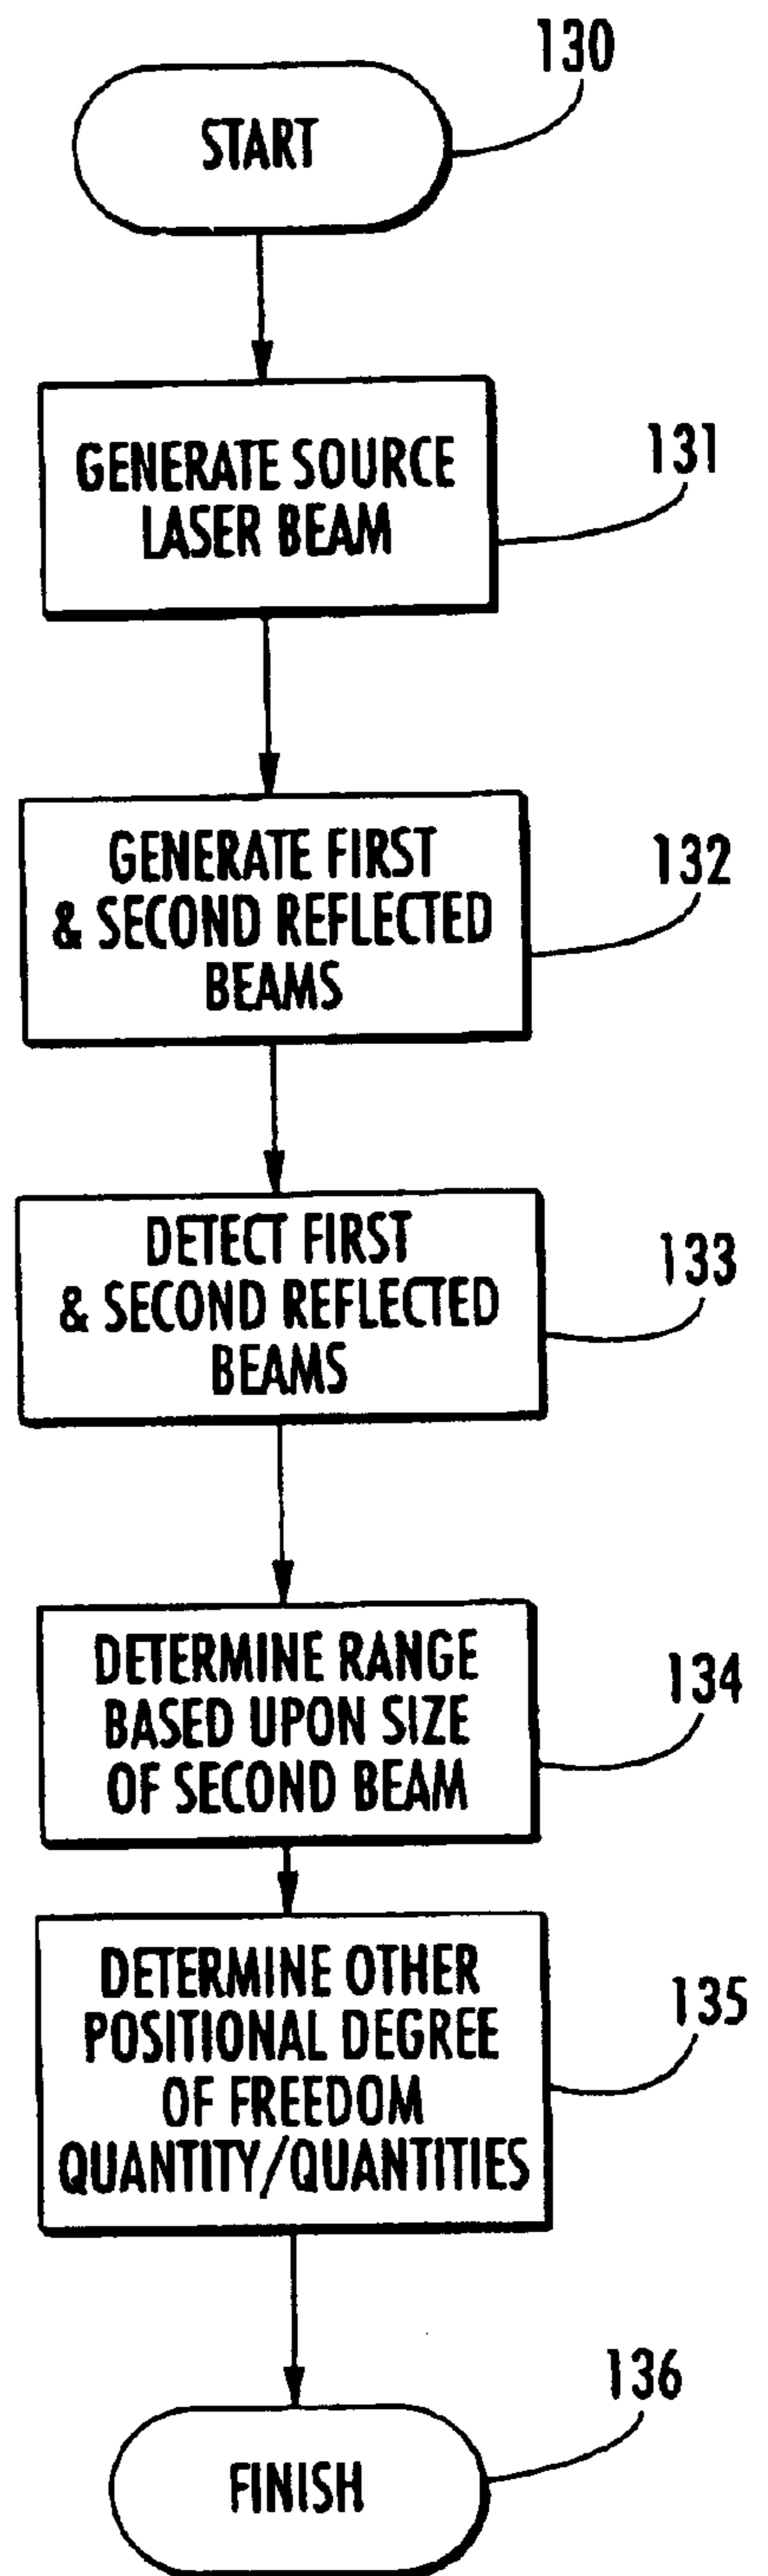 130
START
131
GENERATE SOURCE
LASER BEAM
132
GENERATE FIRST
& SECOND REFLECTED
BEAMS
133
DETECT FIRST
& SECOND REFLECTED
BEAMS
134
DETERMINE RANGE
BASED UPON SIZE
OF SECOND BEAM
135
DETERMINE OTHER
POSITIONAL DEGREE
OF FREEDOM
QUANTITY/QUANTITIES
136
FINISH